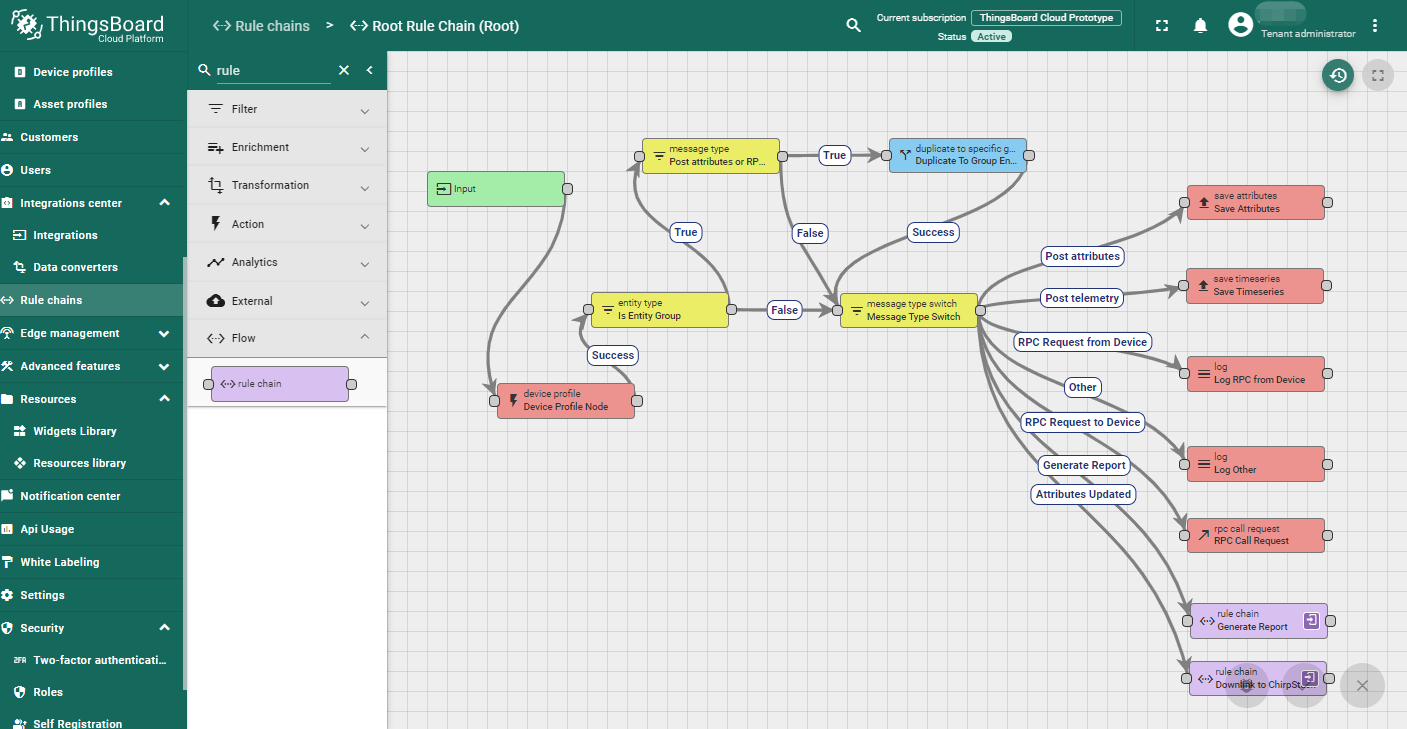 ThingsBoard
Cloud Platform
Rule chains > Root Rule Chain (Root)
Current subscription ThingsBoard Cloud Prototype
Status Active
Tenant administrator
Device profiles
Asset profiles
Customers
Users
Integrations center
Integrations
Data converters
Rule chains
Edge management
Advanced features
Resources
Widgets Library
Resources library
Notification center
Api Usage
White Labeling
Settings
Security
2FA Two-factor authenticati...
Roles
Self Registration
rule
Filter
Enrichment
Transformation
Action
Analytics
External
Flow
rule chain
Input
message type
Post attributes or RP...
True
duplicate to specific g...
Duplicate To Group En...
True
False
Success
entity type
Is Entity Group
False
message type switch
Message Type Switch
Success
device profile
Device Profile Node
Post attributes
save attributes
Save Attributes
Post telemetry
save timeseries
Save Timeseries
RPC Request from Device
log
Log RPC from Device
Other
RPC Request to Device
log
Log Other
Generate Report
Attributes Updated
rpc call request
RPC Call Request
rule chain
Generate Report
rule chain
Downlink to ChirpSt...